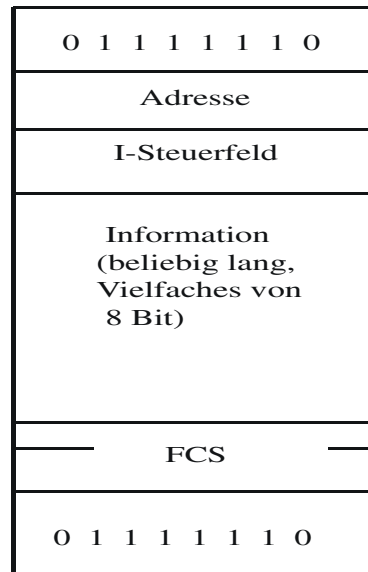 0 1 1 1 1 1 1 0
Adresse
I-Steuerfeld
Information
(beliebig lang,
Vielfaches von
8 Bit)
FCS
0 1 1 1 1 1 1 0